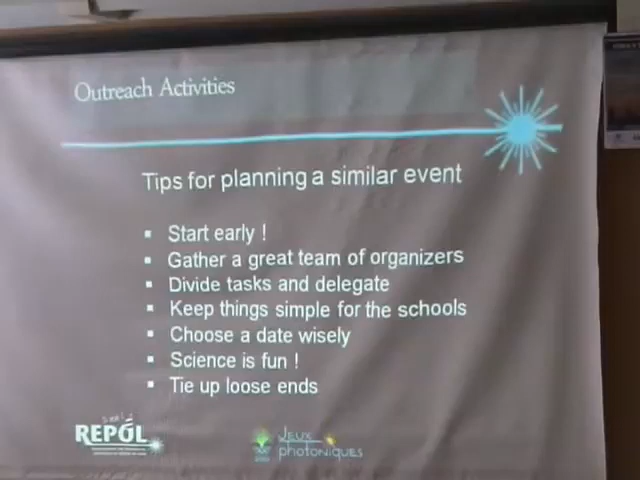 Outreach Activities
Tips for planning a similar event
▪ Start early !
▪ Gather a great team of organizers
▪ Divide tasks and delegate
▪ Keep things simple for the schools
▪ Choose a date wisely
▪ Science is fun !
▪ Tie up loose ends
REPÓL
JEUX
photoniques